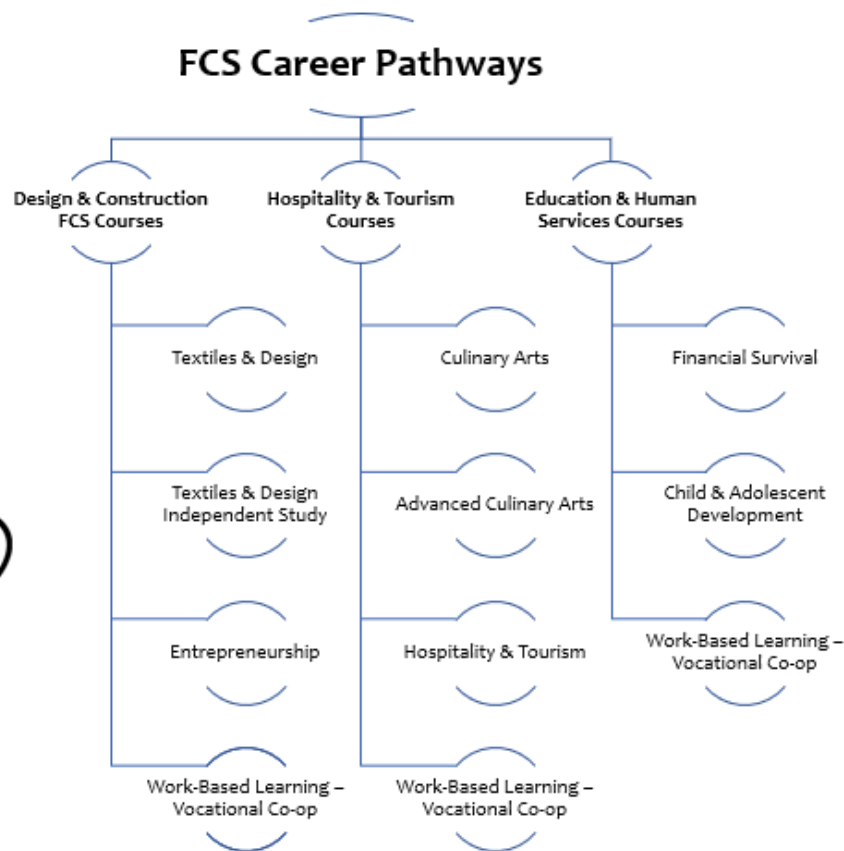 FCS Career Pathways
Design & Construction
FCS Courses
Hospitality & Tourism
Courses
Education & Human
Services Courses
Textiles & Design
Textiles & Design
Independent Study
Entrepreneurship
Work-Based Learning –
Vocational Co-op
Culinary Arts
Advanced Culinary Arts
Hospitality & Tourism
Work-Based Learning –
Vocational Co-op
Financial Survival
Child & Adolescent
Development
Work-Based Learning –
Vocational Co-op